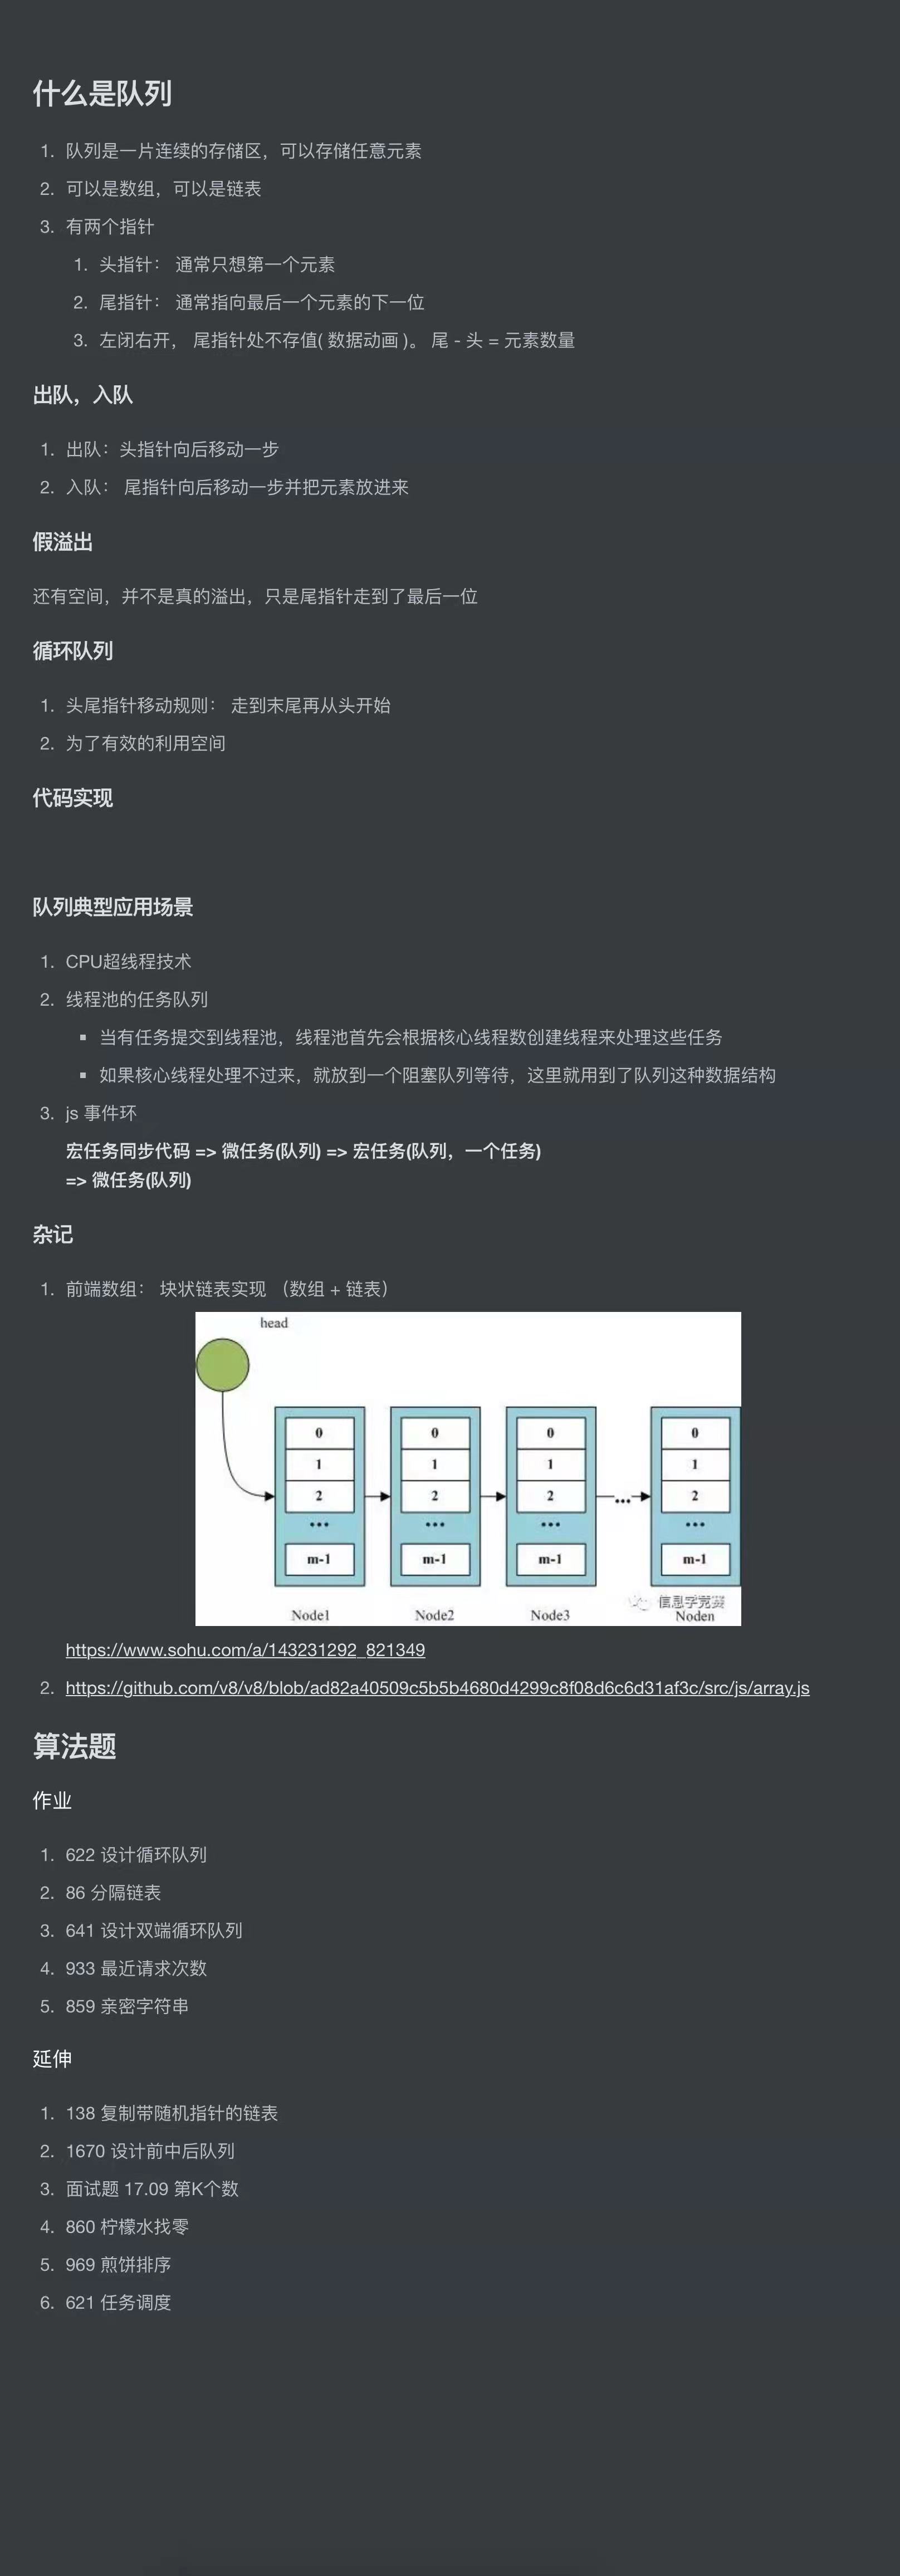 什么是队列
1. 队列是一片连续的存储区，可以存储任意元素
2. 可以是数组，可以是链表
3. 有两个指针
1. 头指针： 通常只想第一个元素
2. 尾指针： 通常指向最后一个元素的下一位
3. 左闭右开， 尾指针处不存值( 数据动画 )。 尾 - 头 = 元素数量
出队，入队
1. 出队：头指针向后移动一步
2. 入队： 尾指针向后移动一步并把元素放进来
假溢出
还有空间，并不是真的溢出，只是尾指针走到了最后一位
循环队列
1. 头尾指针移动规则： 走到末尾再从头开始
2. 为了有效的利用空间
代码实现
队列典型应用场景
1. CPU超线程技术
2. 线程池的任务队列
▪ 当有任务提交到线程池，线程池首先会根据核心线程数创建线程来处理这些任务
▪ 如果核心线程处理不过来，就放到一个阻塞队列等待，这里就用到了队列这种数据结构
3. js 事件环
宏任务同步代码 => 微任务(队列) => 宏任务(队列，一个任务)
=> 微任务(队列)
杂记
1. 前端数组： 块状链表实现 （数组 + 链表）
head
0 0 0 0
1 1 1 1
2 2 2 ... 2
... ... ... ...
m-1 m-1 m-1 m-1
信息学竞赛
Node1 Node2 Node3 Noden
https://www.sohu.com/a/143231292_821349
2. https://github.com/v8/v8/blob/ad82a40509c5b5b4680d4299c8f08d6c6d31af3c/src/js/array.js
算法题
作业
1. 622 设计循环队列
2. 86 分隔链表
3. 641 设计双端循环队列
4. 933 最近请求次数
5. 859 亲密字符串
延伸
1. 138 复制带随机指针的链表
2. 1670 设计前中后队列
3. 面试题 17.09 第K个数
4. 860 柠檬水找零
5. 969 煎饼排序
6. 621 任务调度